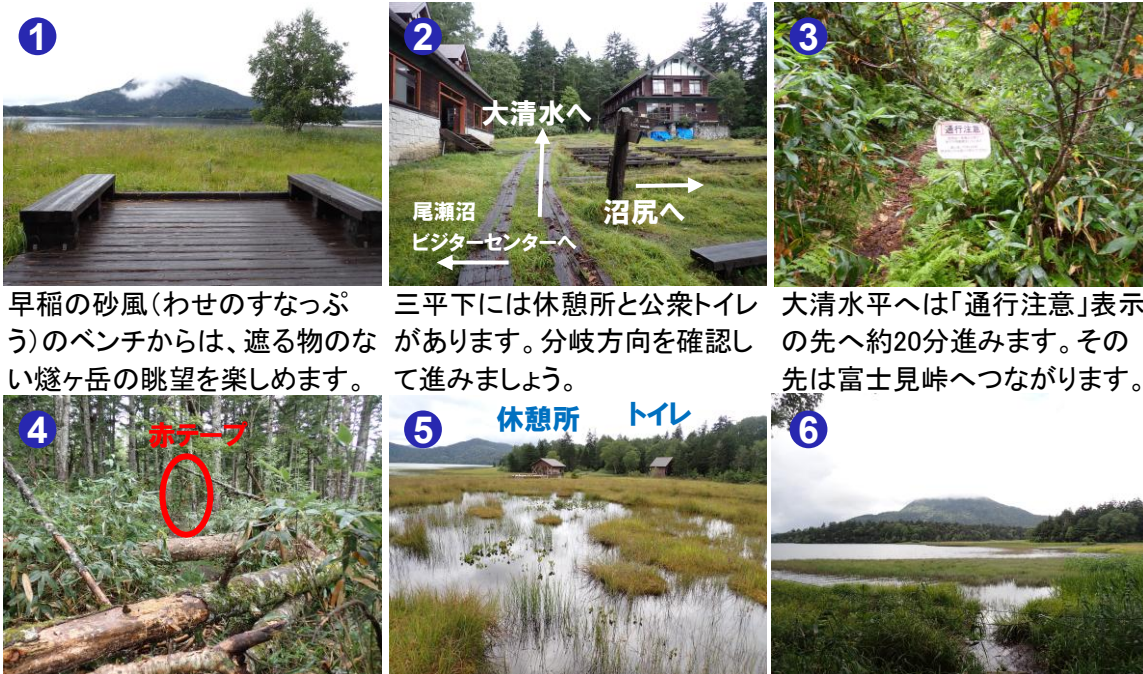 1
2
大清水へ
沼尻へ
尾瀬沼
ビジターセンターへ
3
通行注意
早稲の砂風(わせのすなっぷ
う)のベンチからは、遮る物のな
い燧ヶ岳の眺望を楽しめます。
三平下には休憩所と公衆トイレ
があります。分岐方向を確認し
て進みましょう。
大清水平へは「通行注意」表示
の先へ約20分進みます。その
先は富士見峠へつながります。
4
赤テープ
5
休憩所 トイレ
6